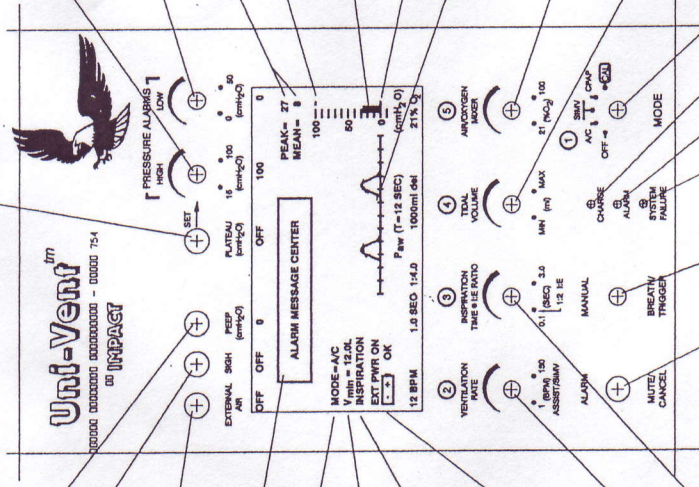 Uni-Vent tm
754
IMPACT
PRESSURE ALARMS
HIGH
LOW
SET
EXTERNAL AIR
SIGH
PEEP (cmH2O)
PLATEAU (cmH2O)
15 100 (cmH2O)
0 50 (cmH2O)
OFF OFF 0 OFF 100 0
ALARM MESSAGE CENTER
PEAK= 27
MEAN= 8
MODE=A/C
Vmin = 12.0L
INSPIRATION
EXT PWR ON
- + OK
100
50
0
Paw (T=12 SEC)
(cmH2O)
12 BPM 1.0 SEC 1:4.0 1000ml del 21% O2
2
VENTILATION RATE
1 150
(BPM)
ASSIST/SIMV
3
INSPIRATION TIME I:E RATIO
0.1 3.0
(SEC)
1:2 I:E
4
TIDAL VOLUME
MIN MAX
(ml)
5
AIR/OXYGEN MIXER
21 100
(%O2)
ALARM
MUTE/CANCEL
MANUAL
BREATH/TRIGGER
CHARGE
ALARM
SYSTEM FAILURE
1
OFF
A/C
SIMV
CPAP
CAL
MODE